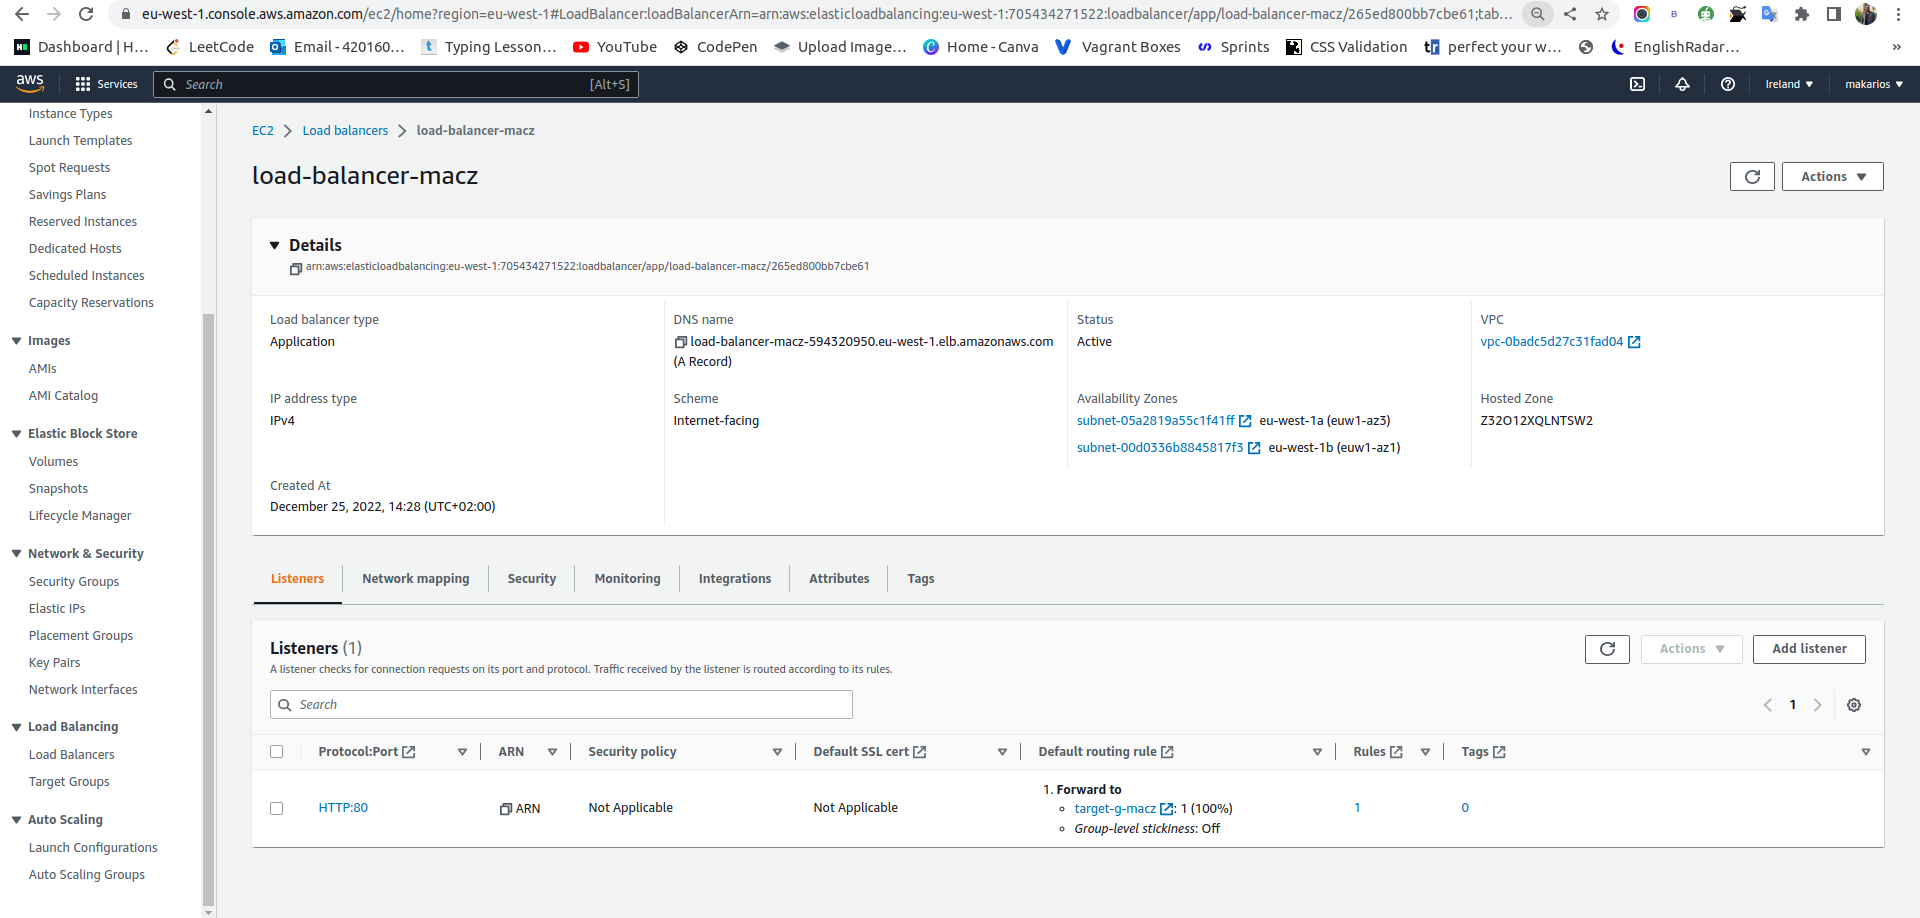 eu-west-1.console.aws.amazon.com/ec2/home?region=eu-west-1#LoadBalancer:loadBalancerArn=arn:aws:elasticloadbalancing:eu-west-1:705434271522:loadbalancer/app/load-balancer-macz/265ed800bb7cbe61;tab...
Dashboard | H... LeetCode Email - 420160... Typing Lesson... YouTube CodePen Upload Image... Home - Canva Vagrant Boxes Sprints CSS Validation perfect your w... EnglishRadar... »
aws Services Search [Alt+S] Ireland makarios
Instance Types
Launch Templates
Spot Requests
Savings Plans
Reserved Instances
Dedicated Hosts
Scheduled Instances
Capacity Reservations
Images
AMIs
AMI Catalog
Elastic Block Store
Volumes
Snapshots
Lifecycle Manager
Network & Security
Security Groups
Elastic IPs
Placement Groups
Key Pairs
Network Interfaces
Load Balancing
Load Balancers
Target Groups
Auto Scaling
Launch Configurations
Auto Scaling Groups
EC2 Load balancers load-balancer-macz
load-balancer-macz
Actions
Details
arn:aws:elasticloadbalancing:eu-west-1:705434271522:loadbalancer/app/load-balancer-macz/265ed800bb7cbe61
Load balancer type
Application
DNS name
load-balancer-macz-594320950.eu-west-1.elb.amazonaws.com
(A Record)
Status
Active
VPC
vpc-0badc5d27c31fad04
IP address type
IPv4
Scheme
Internet-facing
Availability Zones
subnet-05a2819a55c1f41ff eu-west-1a (euw1-az3)
subnet-00d0336b8845817f3 eu-west-1b (euw1-az1)
Hosted Zone
Z32O12XQLNTSW2
Created At
December 25, 2022, 14:28 (UTC+02:00)
Listeners Network mapping Security Monitoring Integrations Attributes Tags
Listeners (1)
A listener checks for connection requests on its port and protocol. Traffic received by the listener is routed according to its rules.
Actions Add listener
Search
1
Protocol:Port ARN Security policy Default SSL cert Default routing rule Rules Tags
HTTP:80 ARN Not Applicable Not Applicable
1. Forward to
target-g-macz : 1 (100%)
Group-level stickiness: Off
1 0